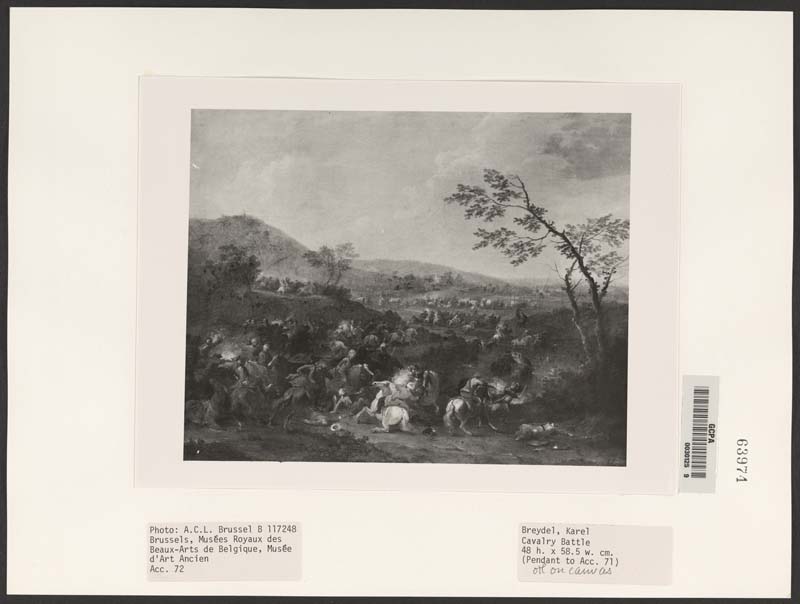 GCPA
0030125 9
63974
Photo: A.C.L. Brussel B 117248
Brussels, Musées Royaux des
Beaux-Arts de Belgique, Musée
d'Art Ancien
Acc. 72
Breydel, Karel
Cavalry Battle
48 h. x 58.5 w. cm.
(Pendant to Acc. 71)
oil on canvas